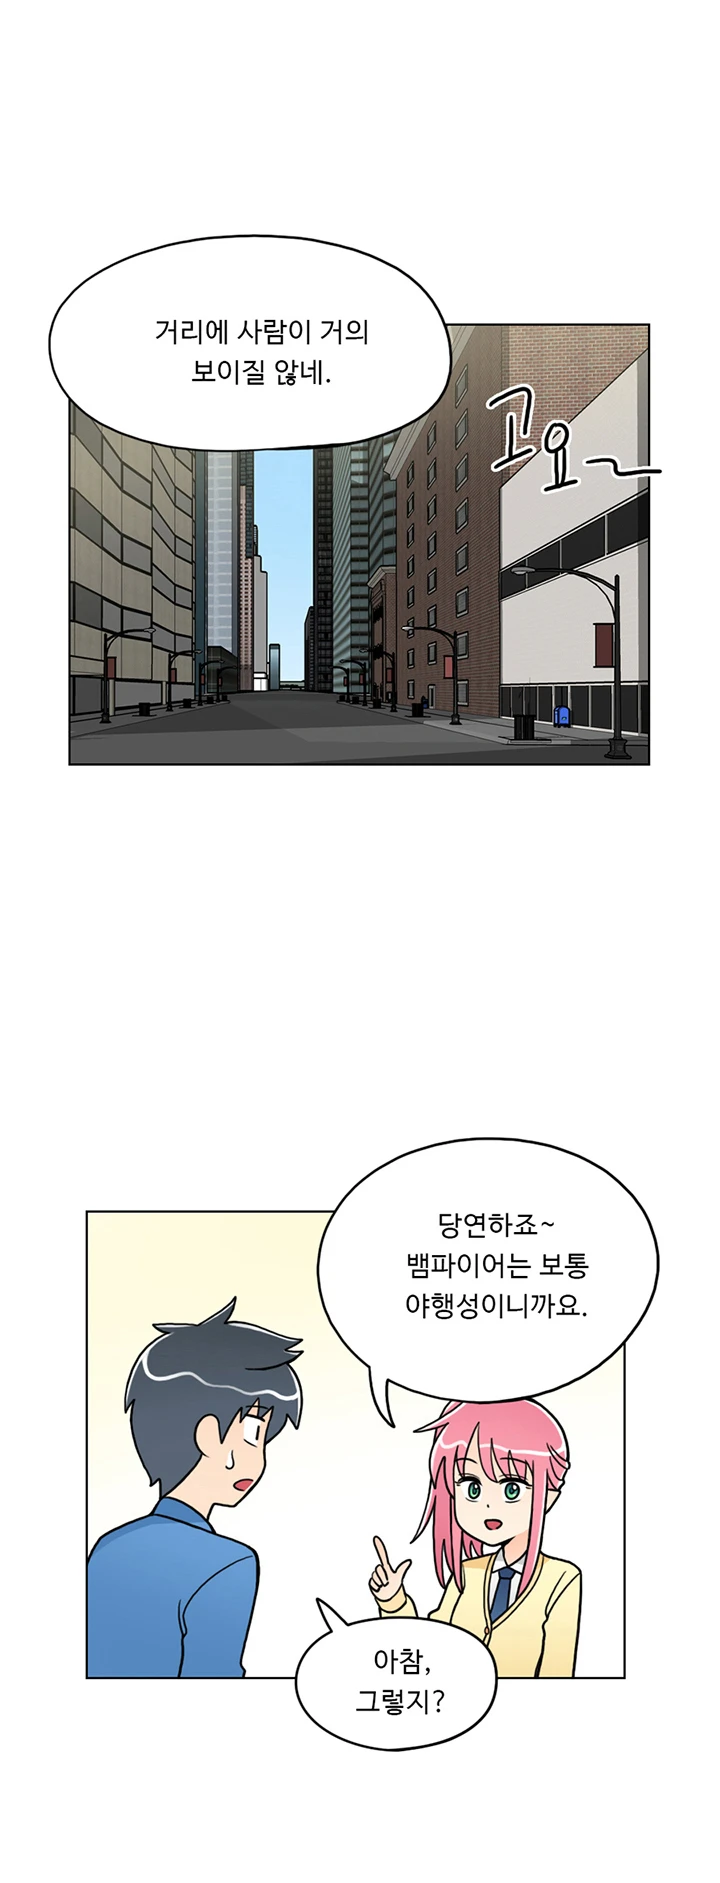 거리에 사람이 거의
보이질 않네.
고요~
당연하죠~
뱀파이어는 보통
야행성이니까요.
아참,
그렇지?